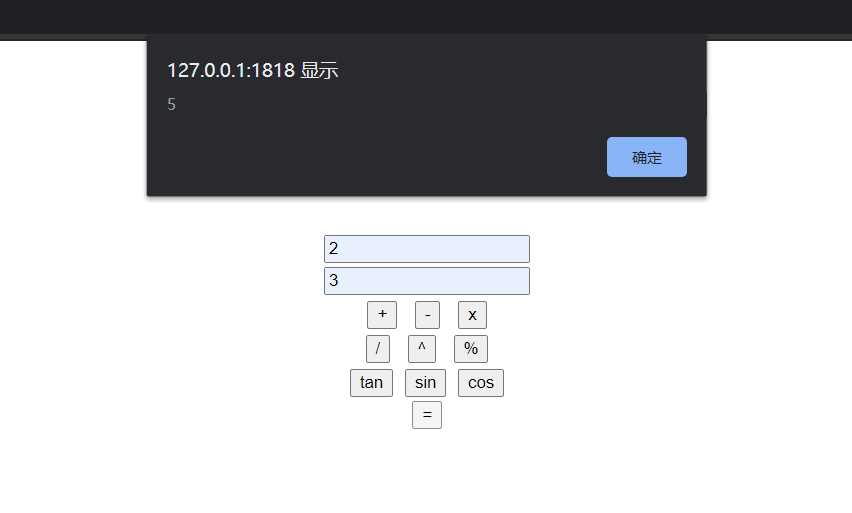 127.0.0.1:1818 显示
5
确定
2
3
+ - x
/ ^ %
tan sin cos
=